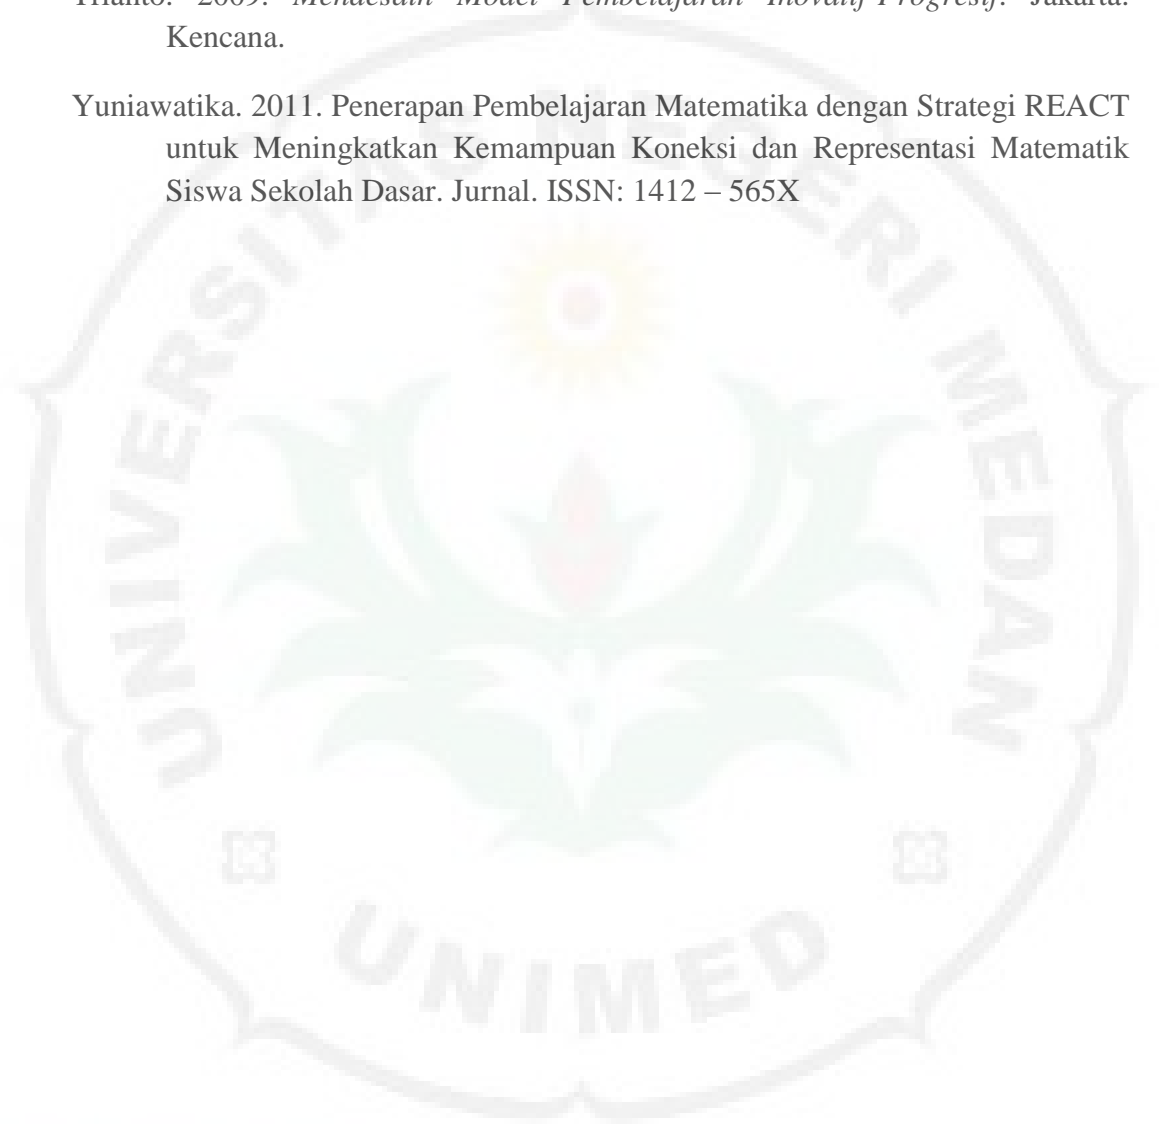 Trianto. 2009. Mendesain Model Pembelajaran Inovatif-Progresif. Jakarta.
Kencana.
Yuniawatika. 2011. Penerapan Pembelajaran Matematika dengan Strategi REACT
untuk Meningkatkan Kemampuan Koneksi dan Representasi Matematik
Siswa Sekolah Dasar. Jurnal. ISSN: 1412 – 565X
UNIVERSITAS NEGERI MEDAN
UNIMED